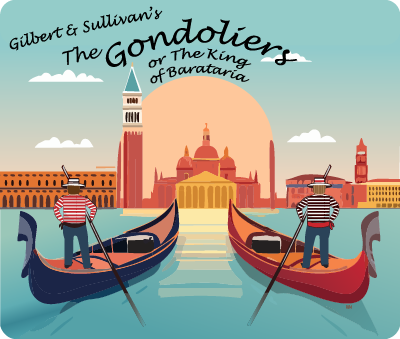 Gilbert & Sullivan's
The Gondoliers
or The King
of Barataria